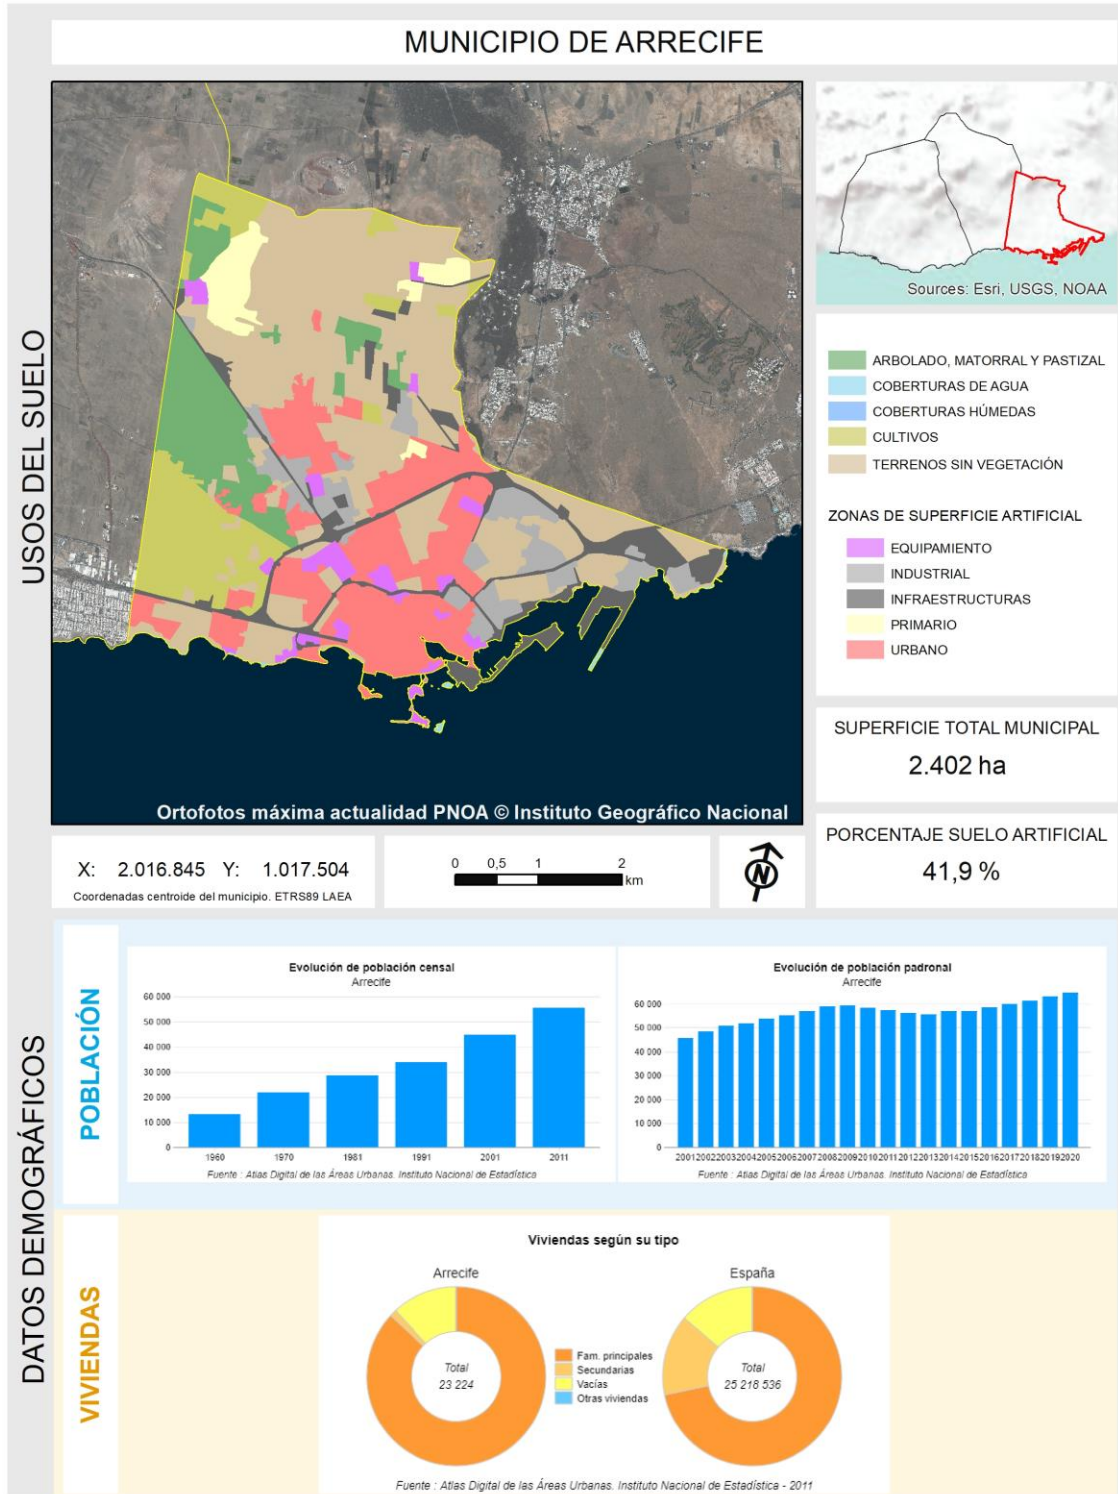 MUNICIPIO DE ARRECIFE
USOS DEL SUELO
Ortofotos máxima actualidad PNOA © Instituto Geográfico Nacional
Sources: Esri, USGS, NOAA
ARBOLADO, MATORRAL Y PASTIZAL
COBERTURAS DE AGUA
COBERTURAS HÚMEDAS
CULTIVOS
TERRENOS SIN VEGETACIÓN
ZONAS DE SUPERFICIE ARTIFICIAL
EQUIPAMIENTO
INDUSTRIAL
INFRAESTRUCTURAS
PRIMARIO
URBANO
SUPERFICIE TOTAL MUNICIPAL
2.402 ha
PORCENTAJE SUELO ARTIFICIAL
41,9 %
X: 2.016.845 Y: 1.017.504
Coordenadas centroide del municipio. ETRS89 LAEA
0 0,5 1 2
km
N
DATOS DEMOGRÁFICOS
POBLACIÓN
Evolución de población censal
Arrecife
60 000
50 000
40 000
30 000
20 000
10 000
0
1960 1970 1981 1991 2001 2011
Fuente : Atlas Digital de las Áreas Urbanas. Instituto Nacional de Estadística
Evolución de población padronal
Arrecife
60 000
50 000
40 000
30 000
20 000
10 000
0
2001 2002 2003 2004 2005 2006 2007 2008 2009 2010 2011 2012 2013 2014 2015 2016 2017 2018 2019 2020
Fuente : Atlas Digital de las Áreas Urbanas. Instituto Nacional de Estadística
VIVIENDAS
Viviendas según su tipo
Arrecife
Total
23 224
Fam. principales
Secundarias
Vacías
Otras viviendas
España
Total
25 218 536
Fuente : Atlas Digital de las Áreas Urbanas. Instituto Nacional de Estadística - 2011